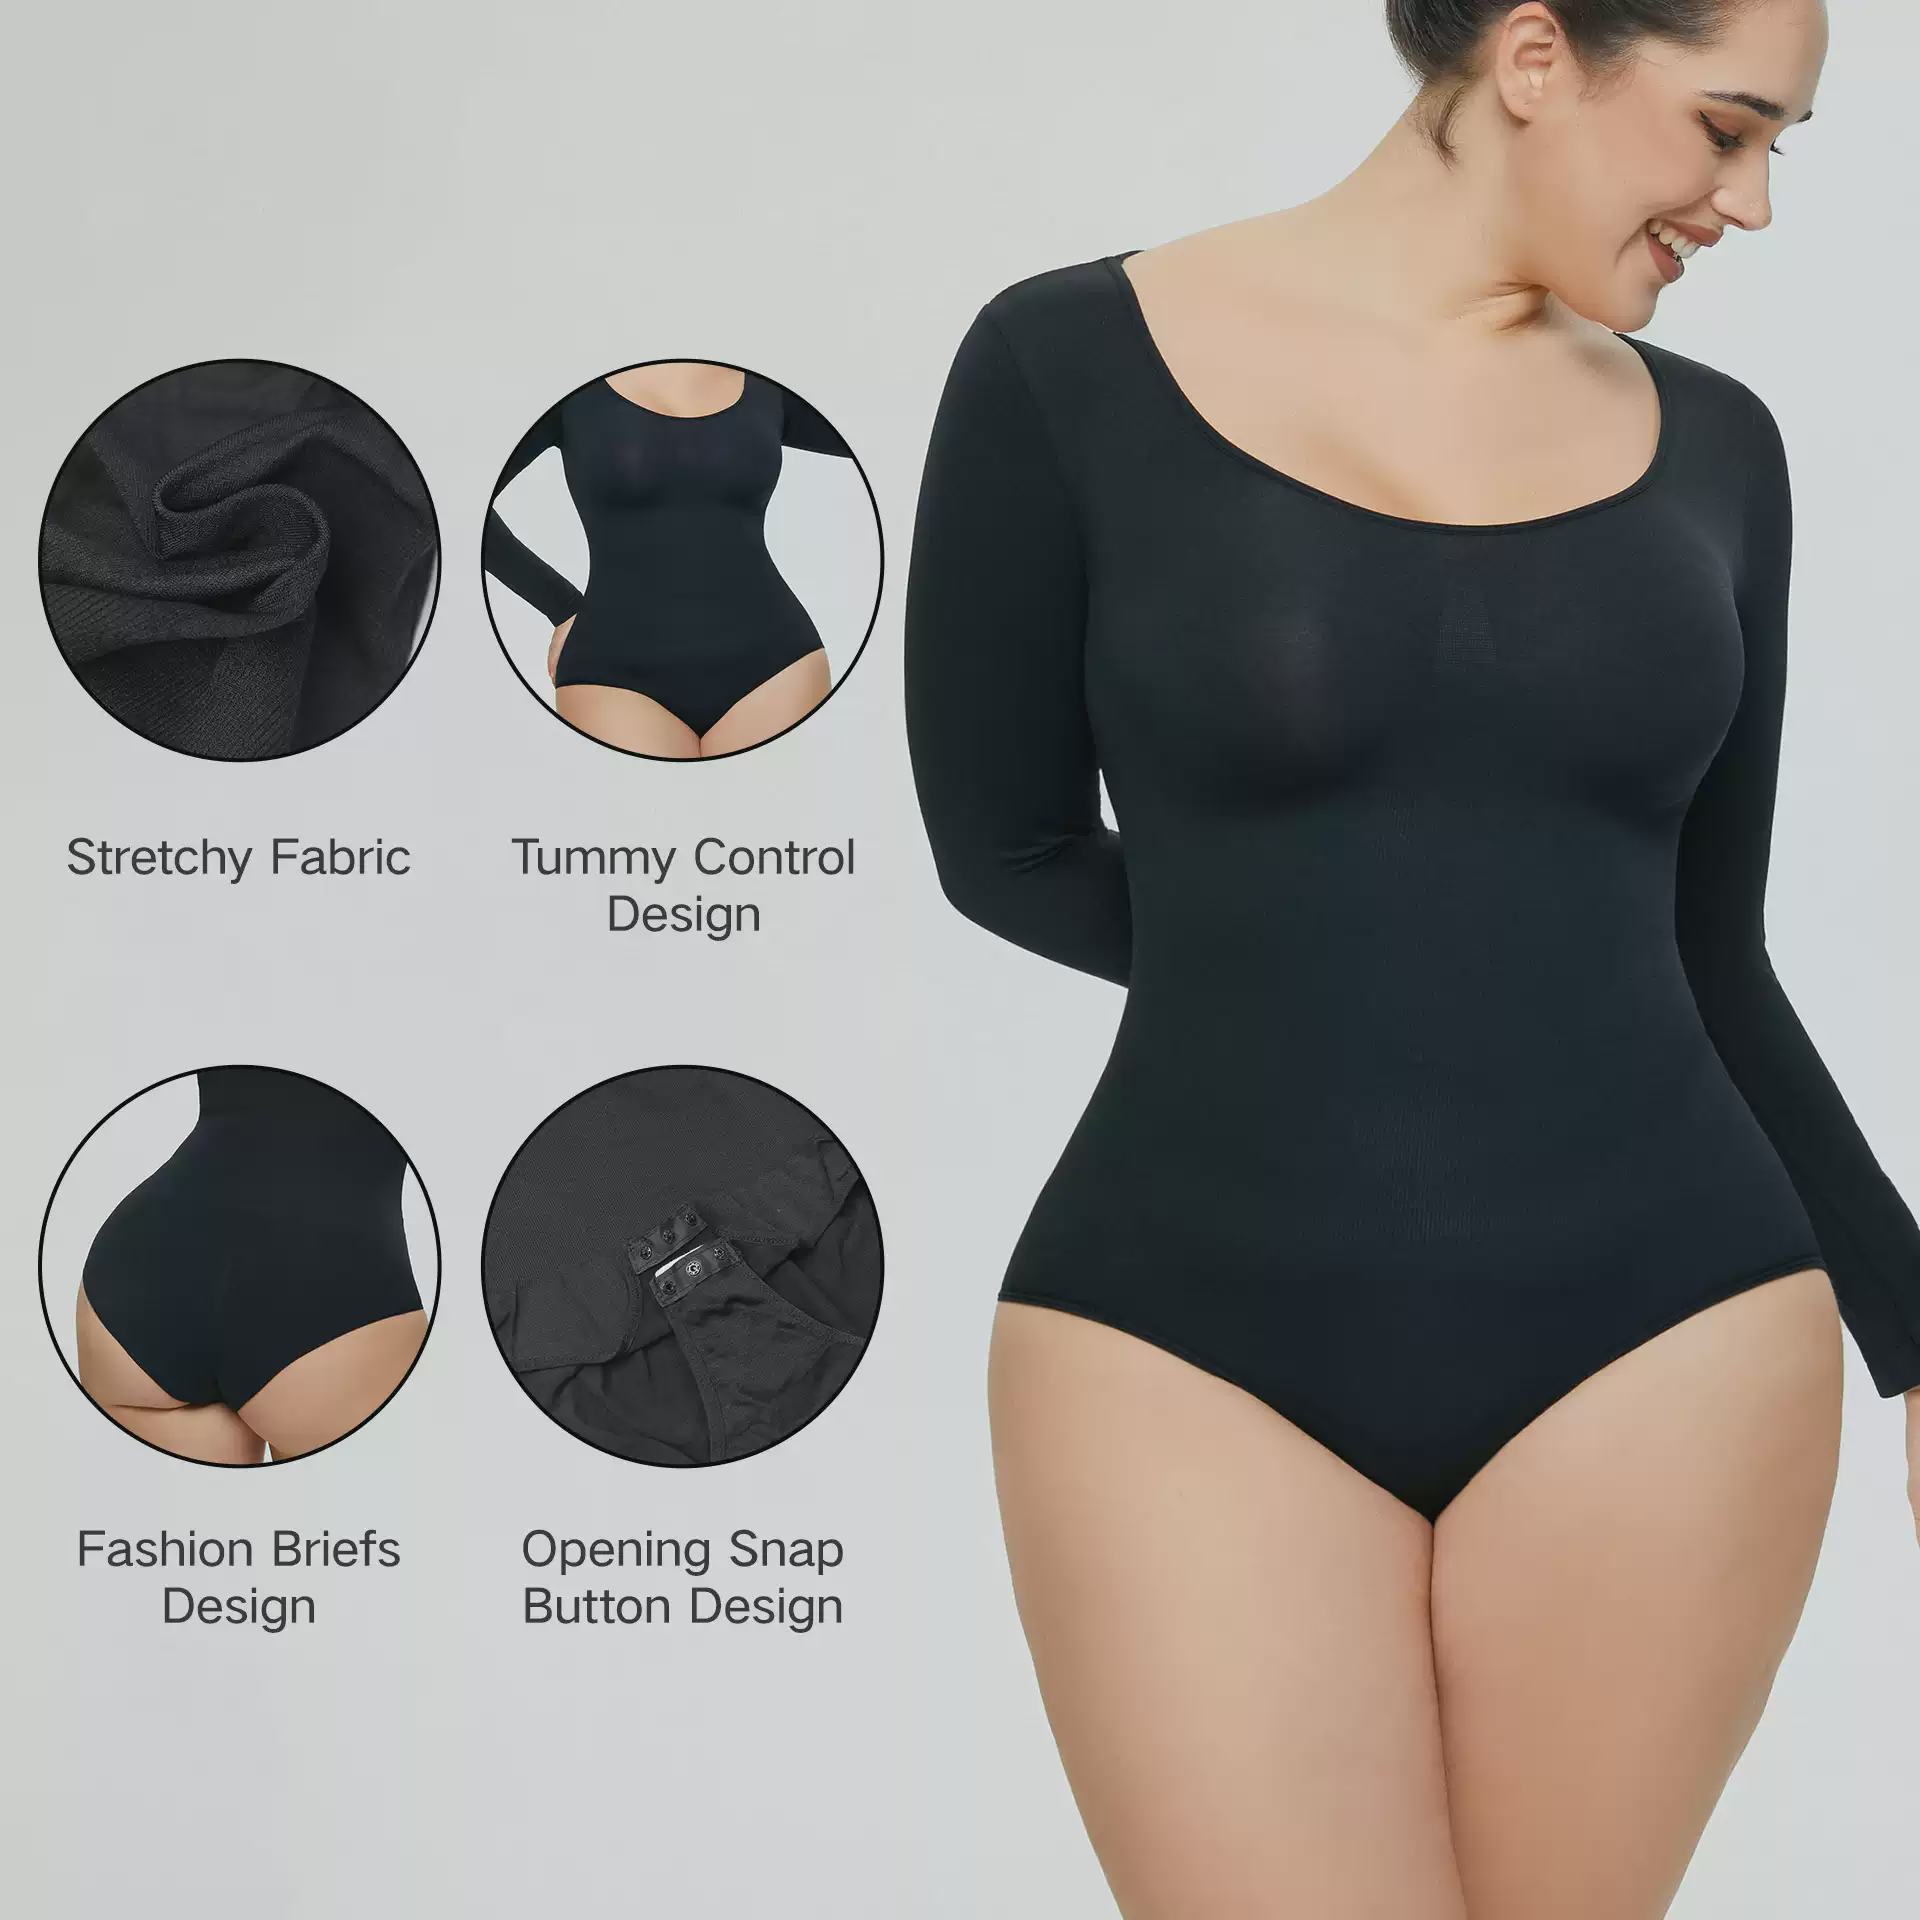 Stretchy Fabric
Tummy Control
Design
Fashion Briefs
Design
Opening Snap
Button Design